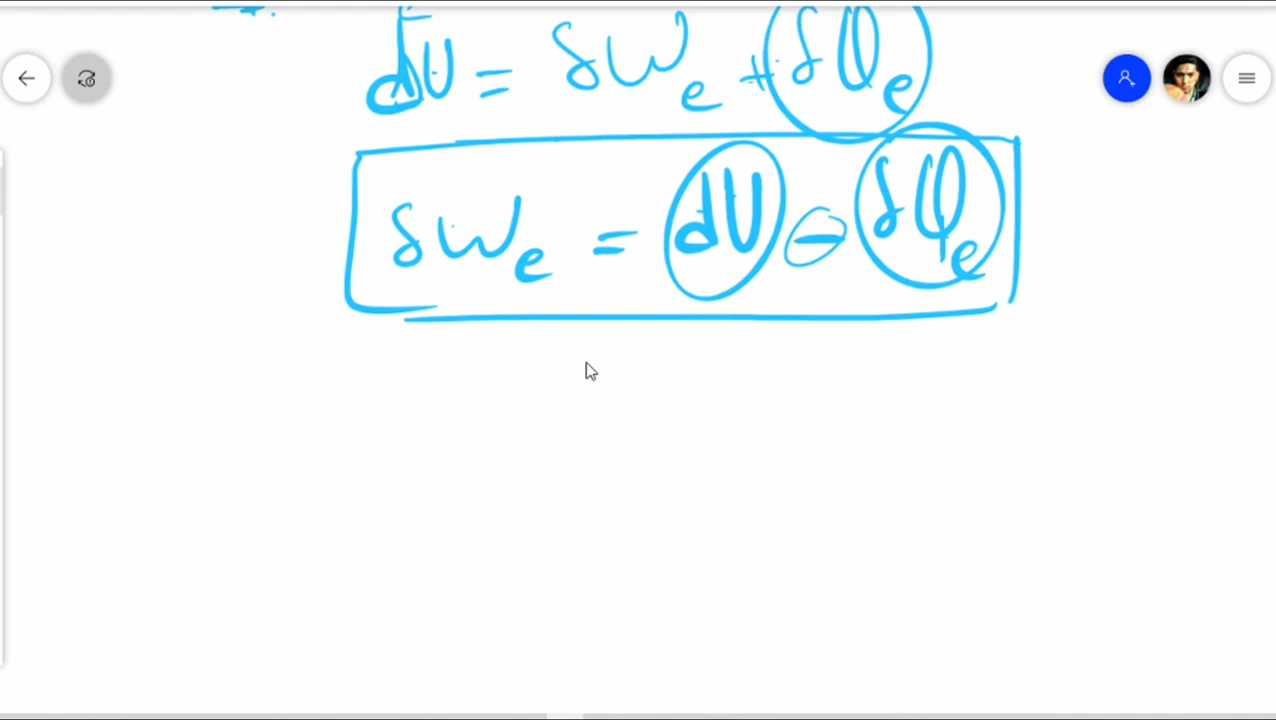 dU = δW_e + δQ_e
δW_e = dU - δQ_e